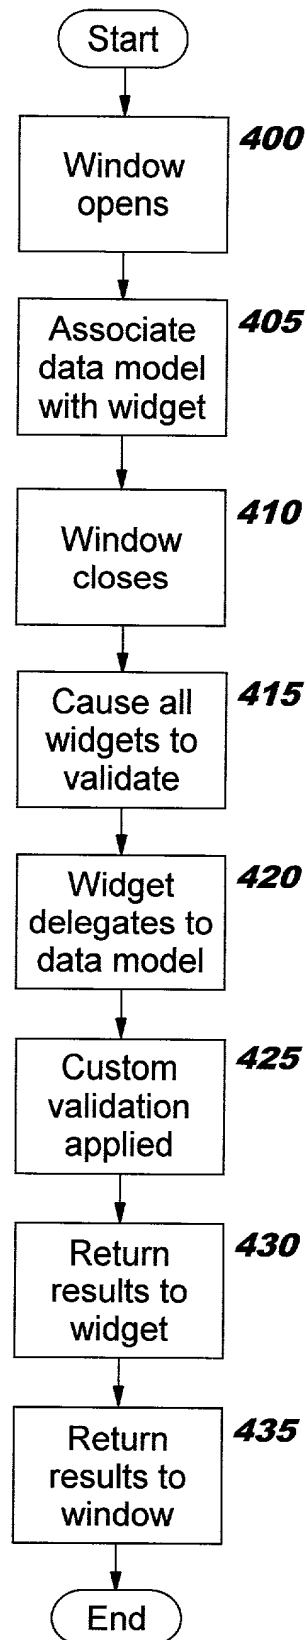 Start
400
Window
opens
405
Associate
data model
with widget
410
Window
closes
415
Cause all
widgets to
validate
420
Widget
delegates to
data model
425
Custom
validation
applied
430
Return
results to
widget
435
Return
results to
window
End